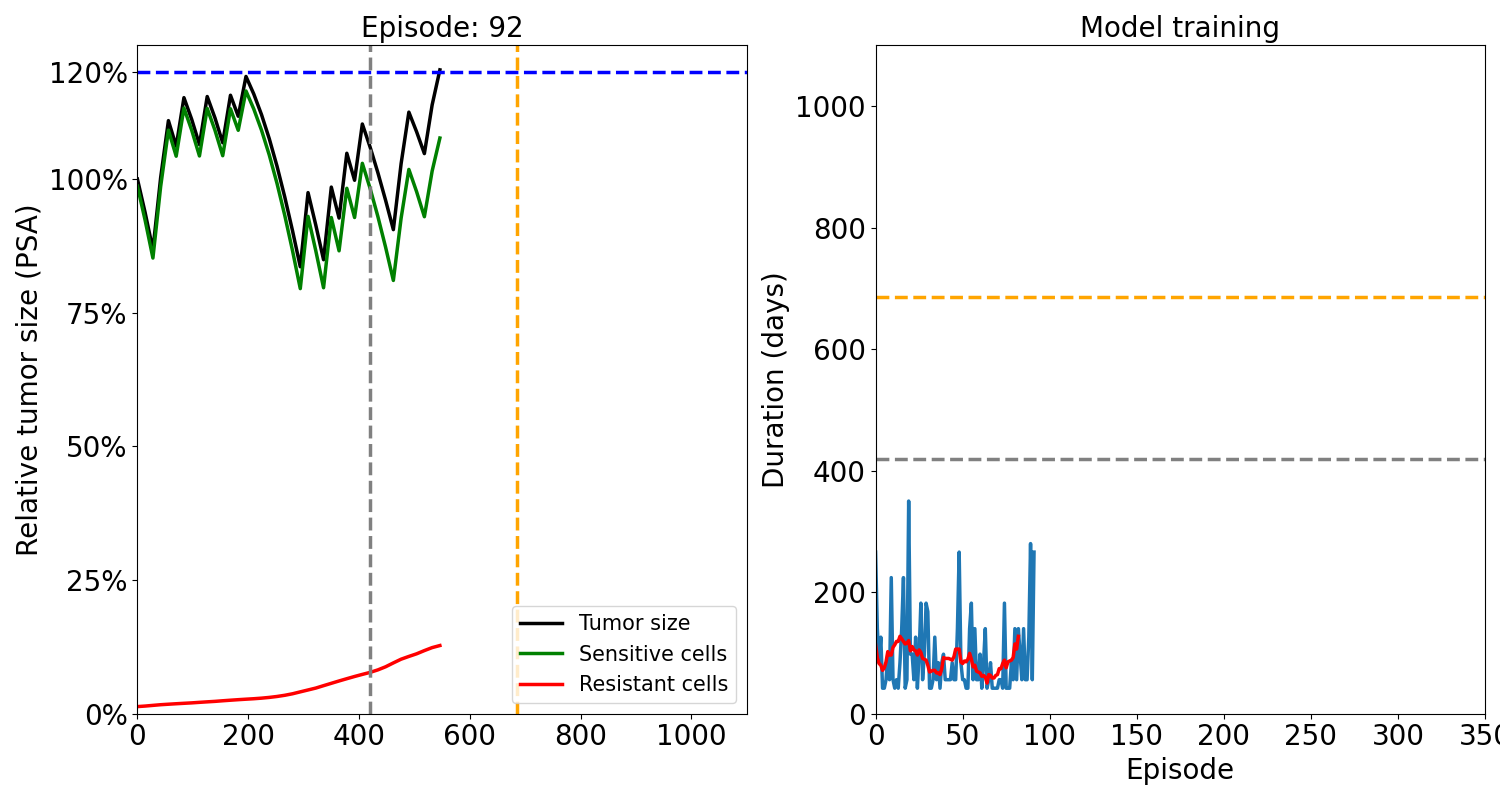 Episode: 92
Relative tumor size (PSA)
120%
100%
75%
50%
25%
0%
0 200 400 600 800 1000
Tumor size
Sensitive cells
Resistant cells
Model training
Duration (days)
1000
800
600
400
200
0
0 50 100 150 200 250 300 350
Episode